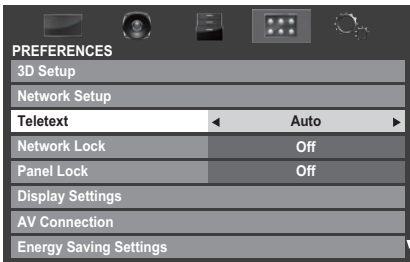 PREFERENCES
3D Setup
Network Setup
Teletext Auto
Network Lock Off
Panel Lock Off
Display Settings
AV Connection
Energy Saving Settings